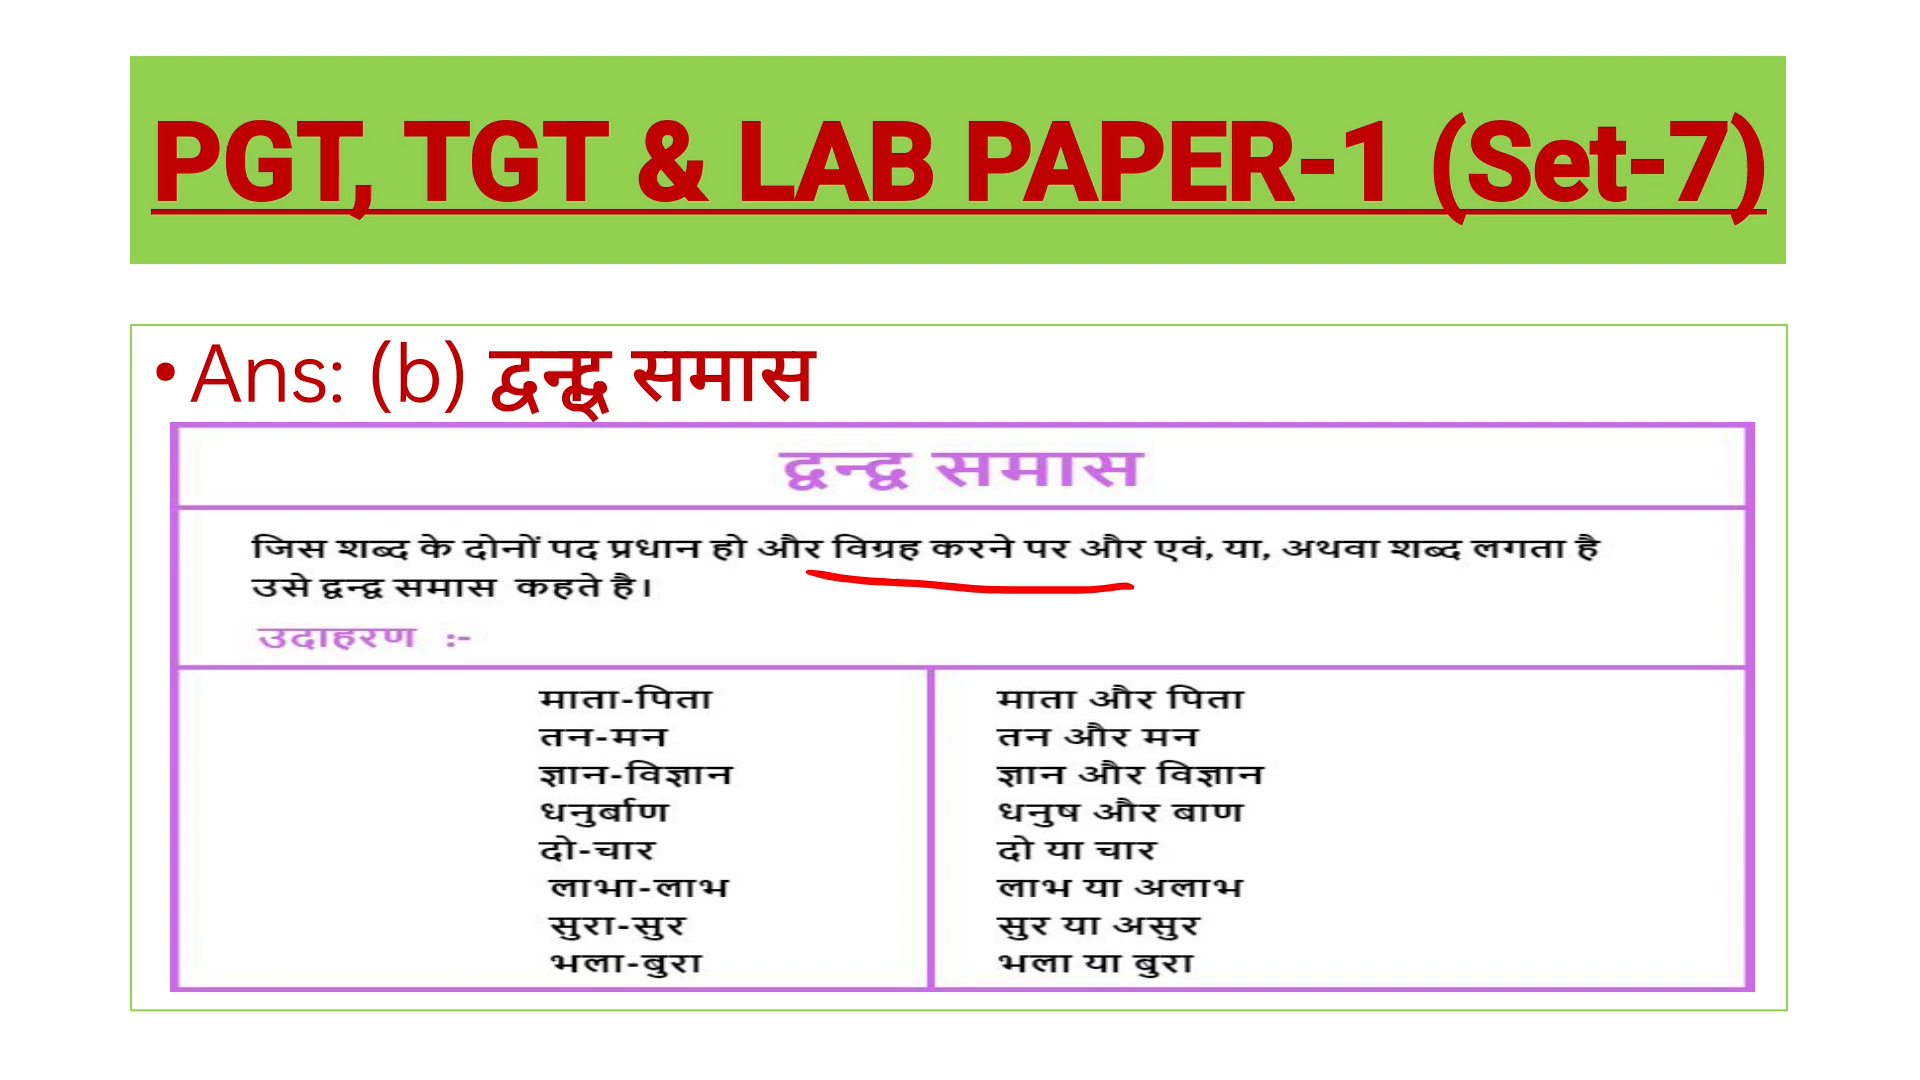 PGT, TGT & LAB PAPER-1 (Set-7)
• Ans: (b) द्वन्द्व समास
द्वन्द्व समास
जिस शब्द के दोनों पद प्रधान हो और विग्रह करने पर और एवं, या, अथवा शब्द लगता है
उसे द्वन्द्व समास कहते है।
उदाहरण :-
माता-पिता माता और पिता
तन-मन तन और मन
ज्ञान-विज्ञान ज्ञान और विज्ञान
धनुर्बाण धनुष और बाण
दो-चार दो या चार
लाभा-लाभ लाभ या अलाभ
सुरा-सुर सुर या असुर
भला-बुरा भला या बुरा